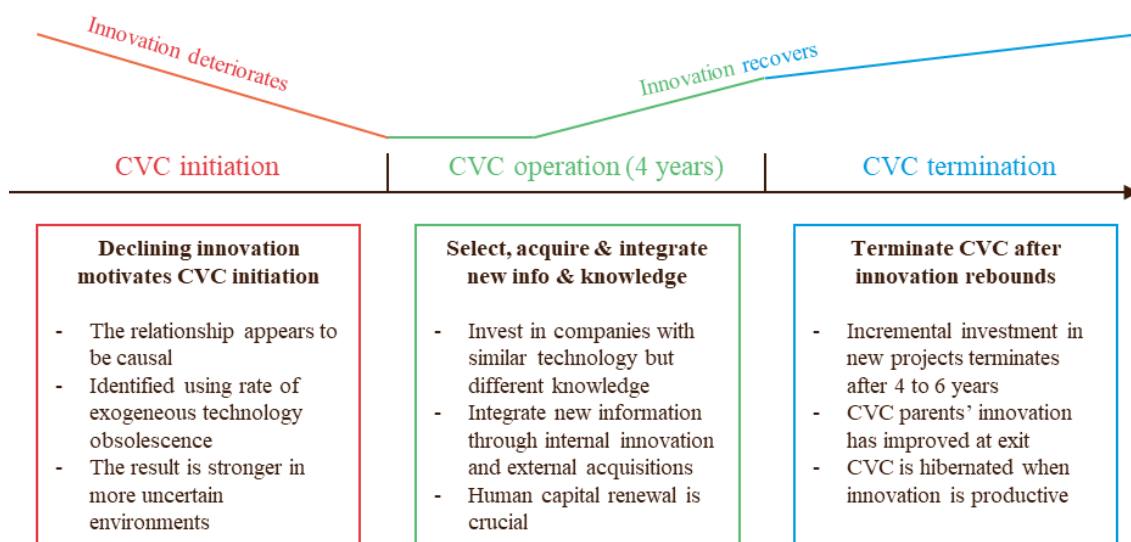 Innovation deteriorates
Innovation recovers
CVC initiation
CVC operation (4 years)
CVC termination
Declining innovation
motivates CVC initiation
- The relationship appears to
be causal
- Identified using rate of
exogeneous technology
obsolescence
- The result is stronger in
more uncertain
environments
Select, acquire & integrate
new info & knowledge
- Invest in companies with
similar technology but
different knowledge
- Integrate new information
through internal innovation
and external acquisitions
- Human capital renewal is
crucial
Terminate CVC after
innovation rebounds
- Incremental investment in
new projects terminates
after 4 to 6 years
- CVC parents’ innovation
has improved at exit
- CVC is hibernated when
innovation is productive